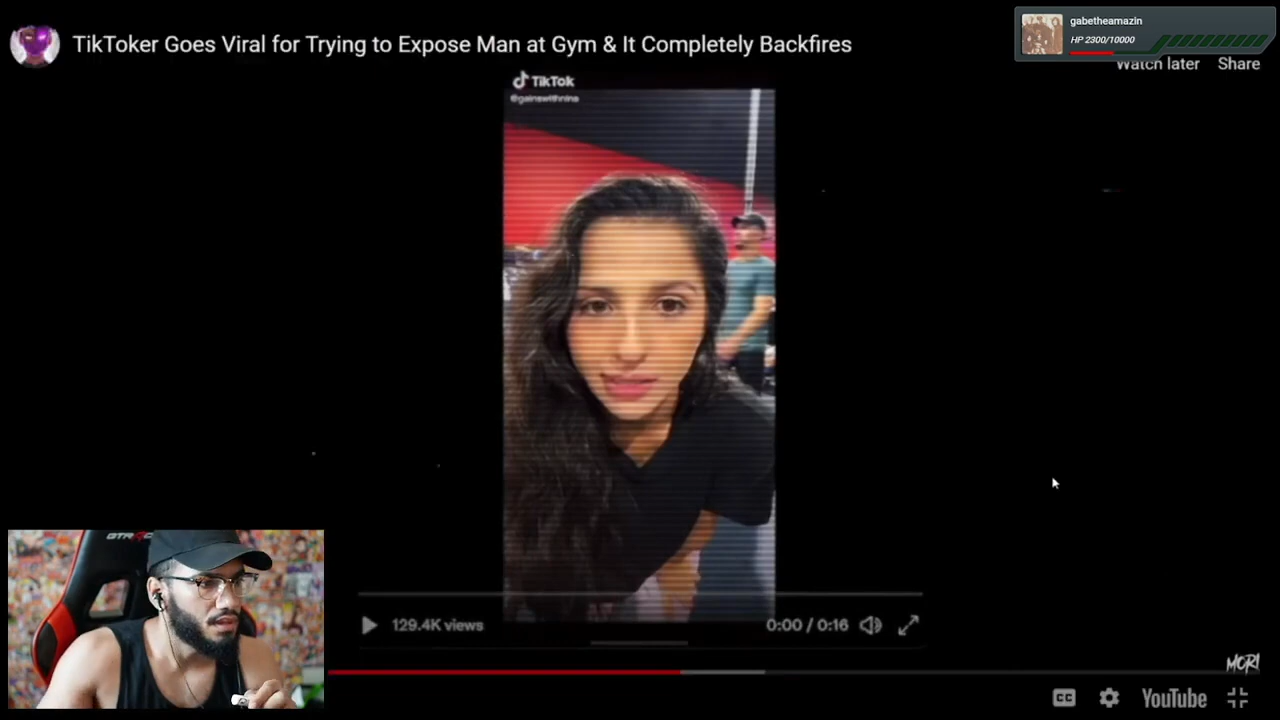 TikToker Goes Viral for Trying to Expose Man at Gym & It Completely Backfires
gabetheamazin
HP 2300/10000
Watch later
Share
TikTok
@gainswithnina
129.4K views
0:00 / 0:16
MORI
CC
YouTube